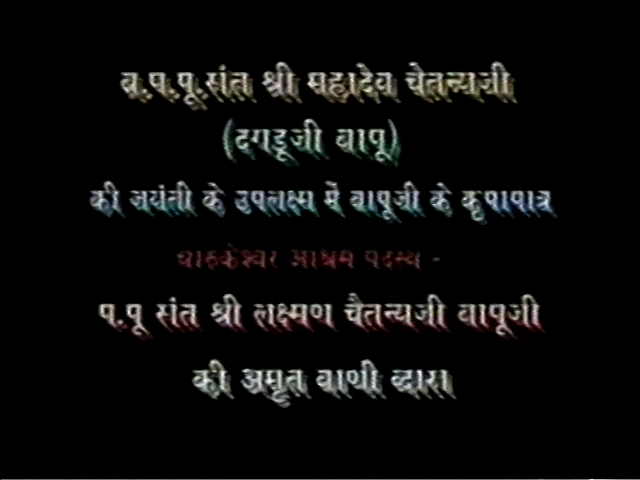 ब्र.प.पू.संत श्री महादेव चैतन्यजी
(दगडूजी बापू)
की जयंती के उपलक्ष्य में बापूजी के कृपापात्र
धारुकेश्वर आश्रम पदस्थ -
प.पू संत श्री लक्ष्मण चैतन्यजी बापूजी
की अमृत वाणी द्वारा